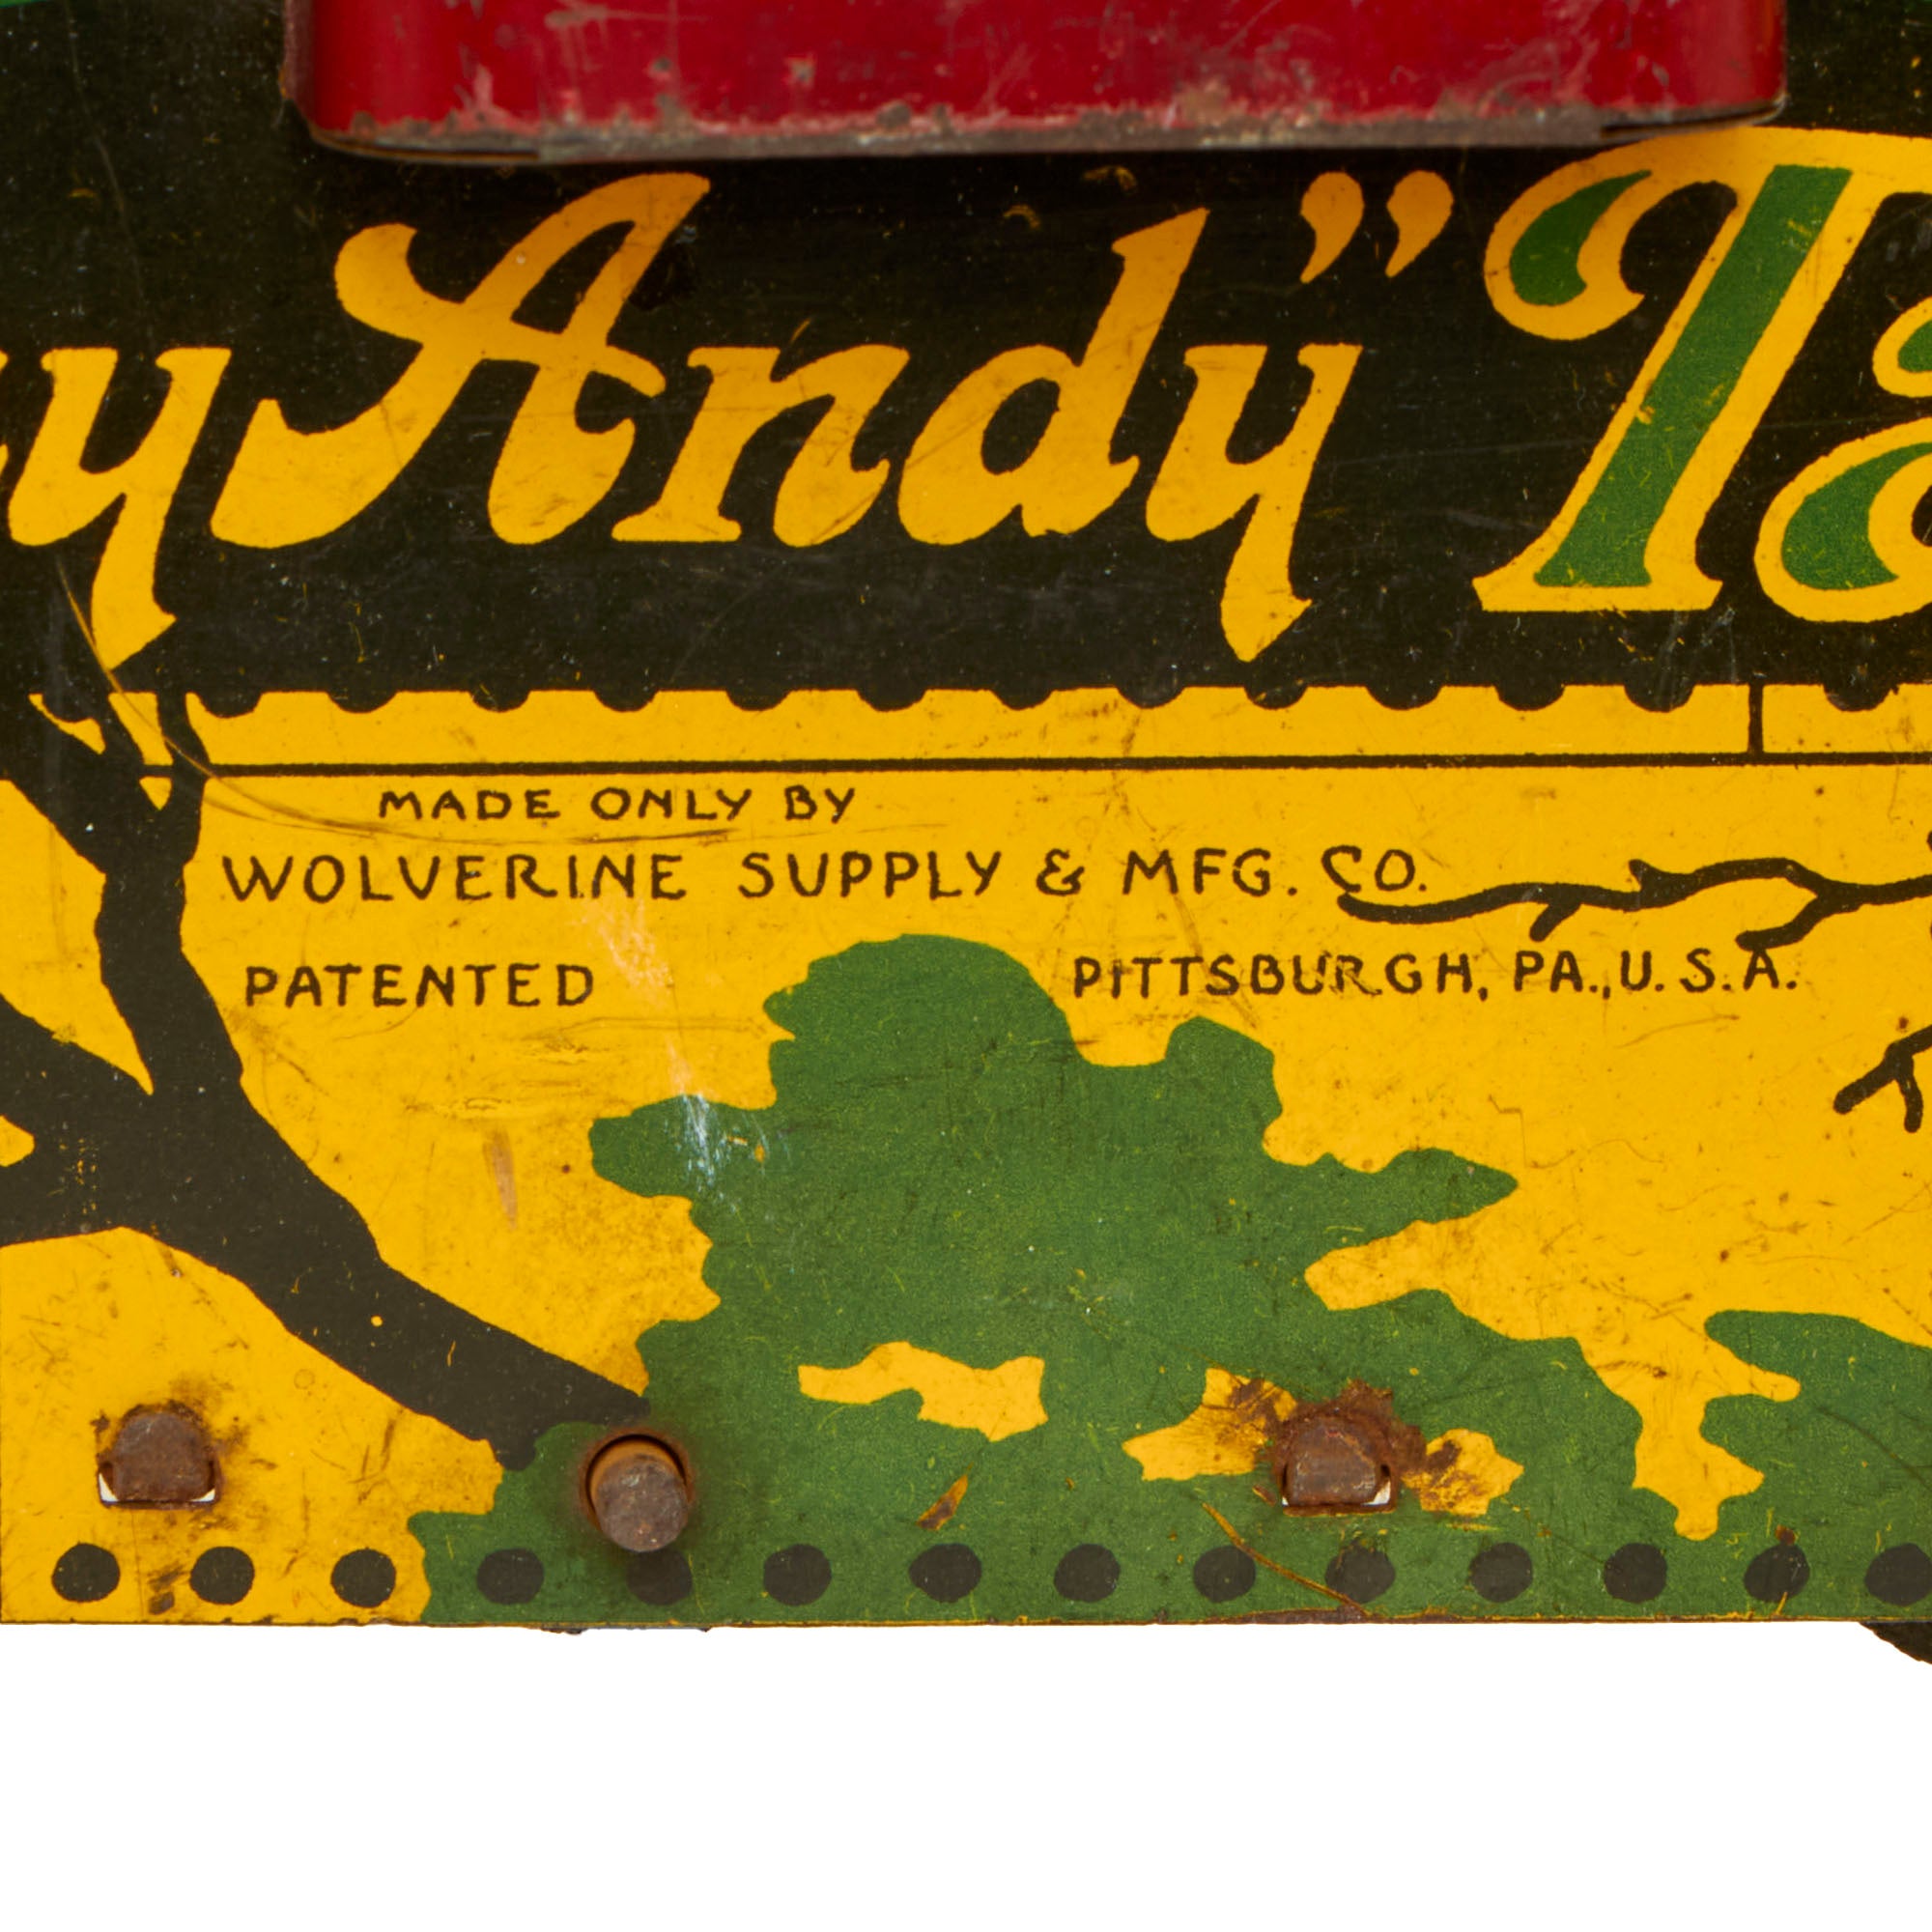 y Andy" Ta
MADE ONLY BY
WOLVERINE SUPPLY & MFG. CO.
PATENTED PITTSBURGH, PA., U.S.A.